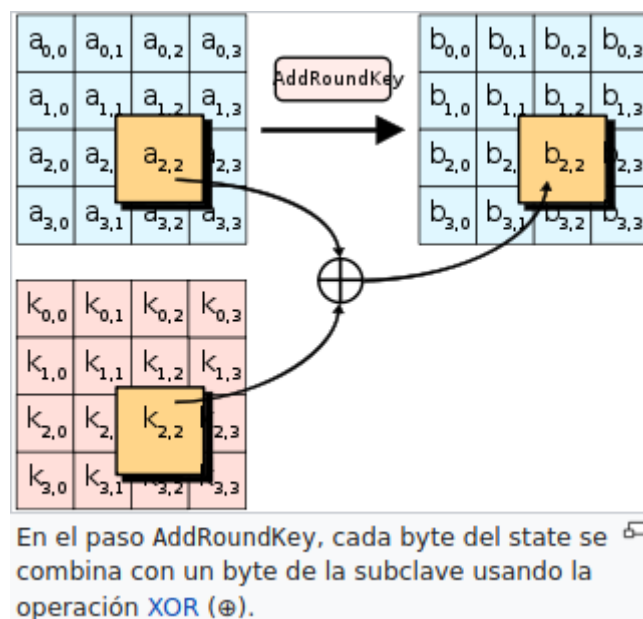 a0,0 a0,1 a0,2 a0,3 AddRoundKey b0,0 b0,1 b0,2 b0,3
a1,0 a1,1 a1,2 a1,3 b1,0 b1,1 b1,2 b1,3
a2,0 a2, a2,2 2,3 b2,0 b2, b2,2 2,3
a3,0 a3,1 a3,2 a3,3 b3,0 b3,1 b3,2 b3,3
k0,0 k0,1 k0,2 k0,3
k1,0 k1,1 k1,2 k1,3
k2,0 k2, k2,2 2,3
k3,0 k3,1 k3,2 k3,3
En el paso AddRoundKey, cada byte del state se
combina con un byte de la subclave usando la
operación XOR (⊕).